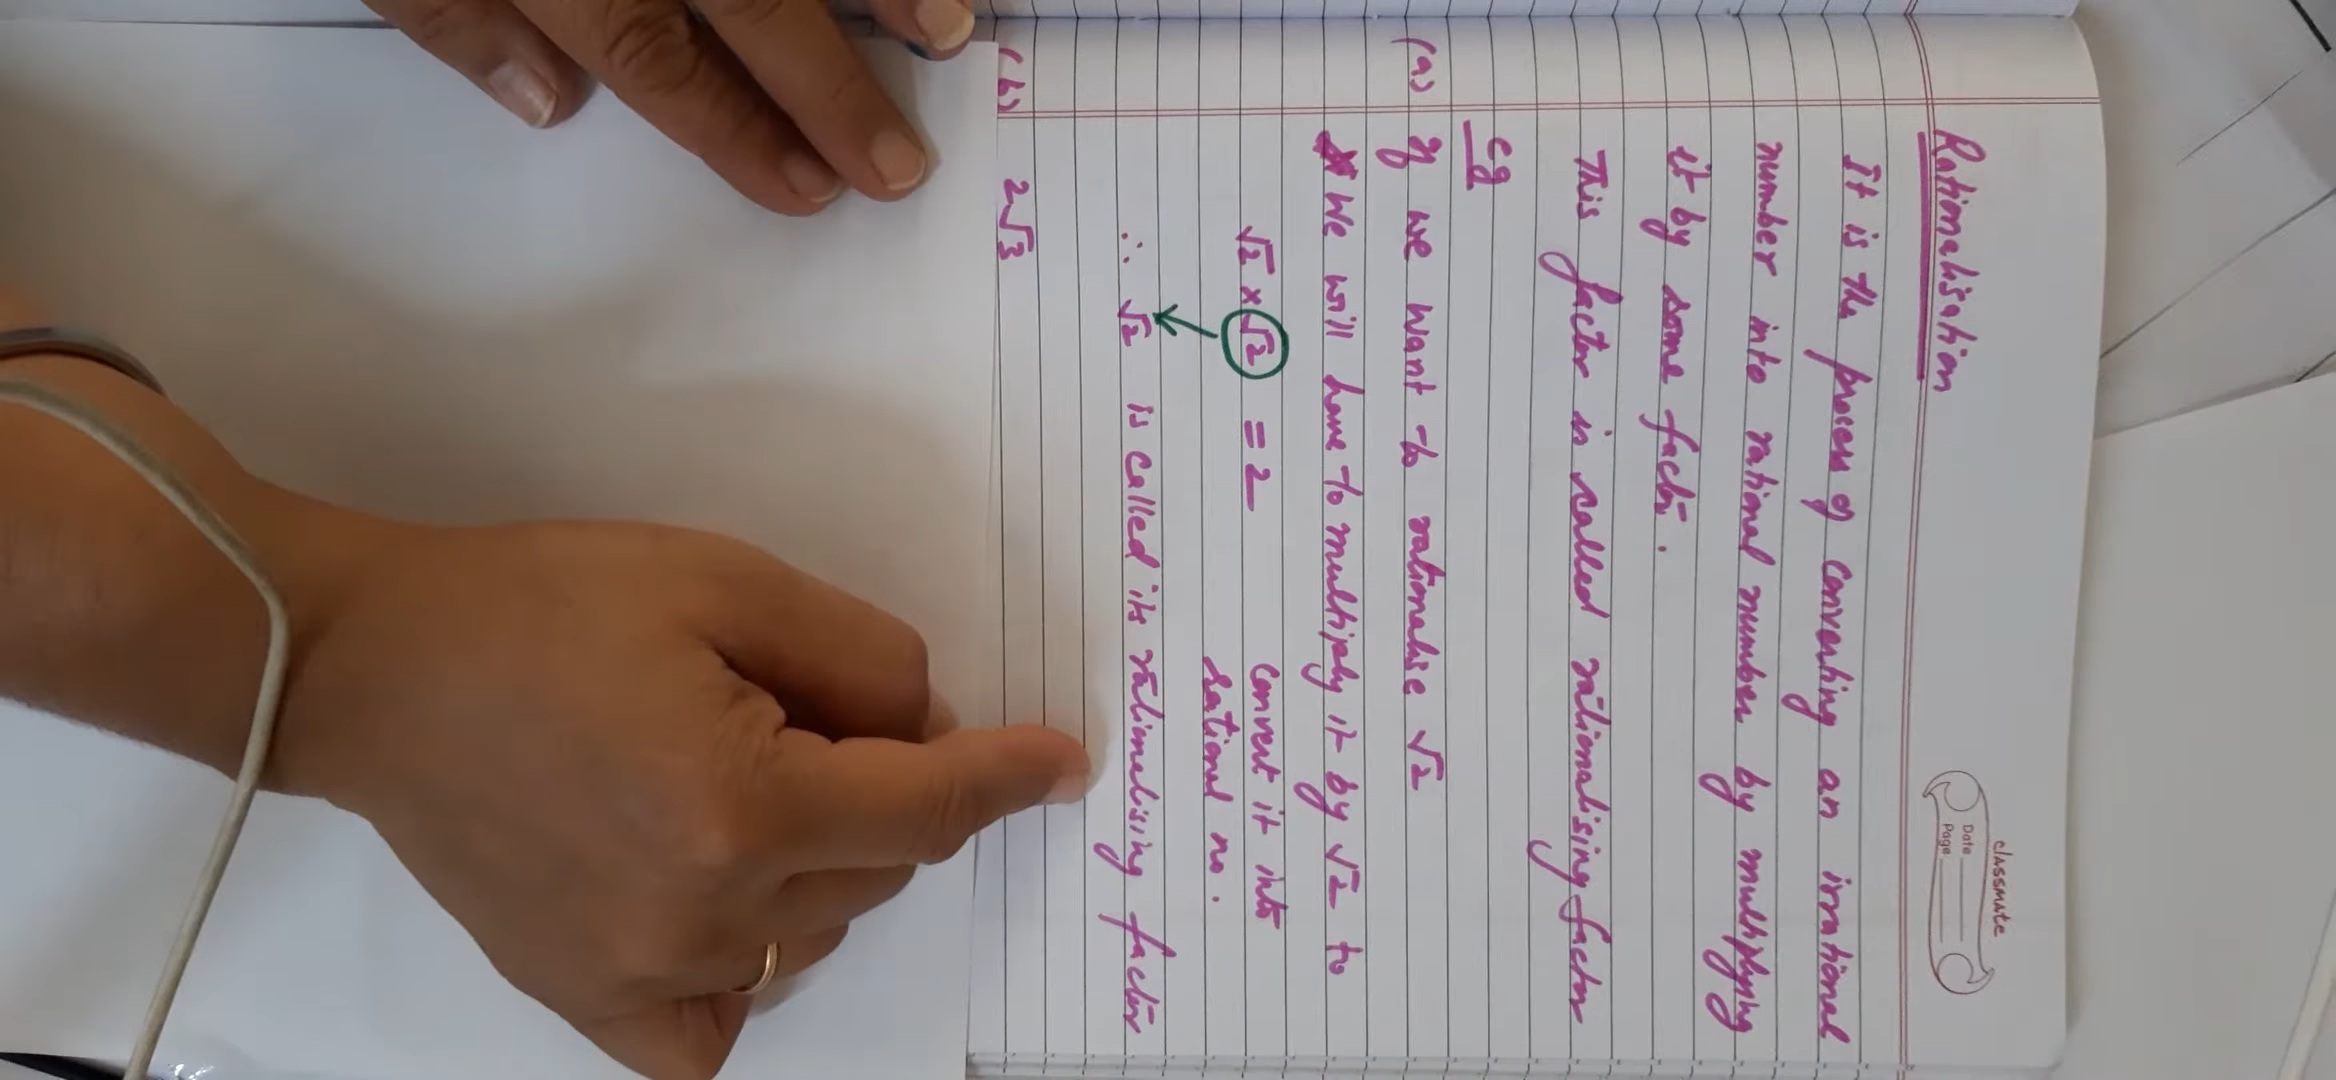 classmate
Date
Page
Rationalisation
It is the process of converting an irrational
number into rational number by multiplying
it by some factor.
This factor is called rationalising factor
eg
(a) If we want to rationalise √2
We will have to multiply it by √2 to
√2 × √2 = 2 convert it into
rational no.
∴ √2 is called its rationalising factor
(b) 2√3